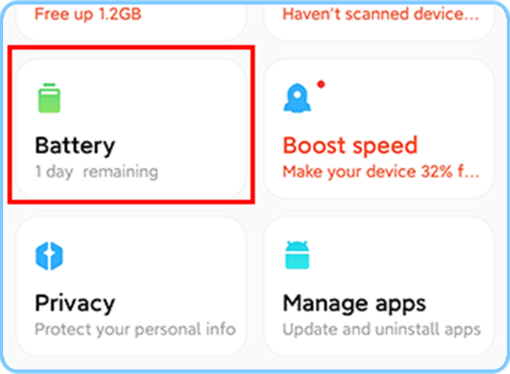 Free up 1.2GB
Haven't scanned device...
Battery
1 day remaining
Boost speed
Make your device 32% f...
Privacy
Protect your personal info
Manage apps
Update and uninstall apps